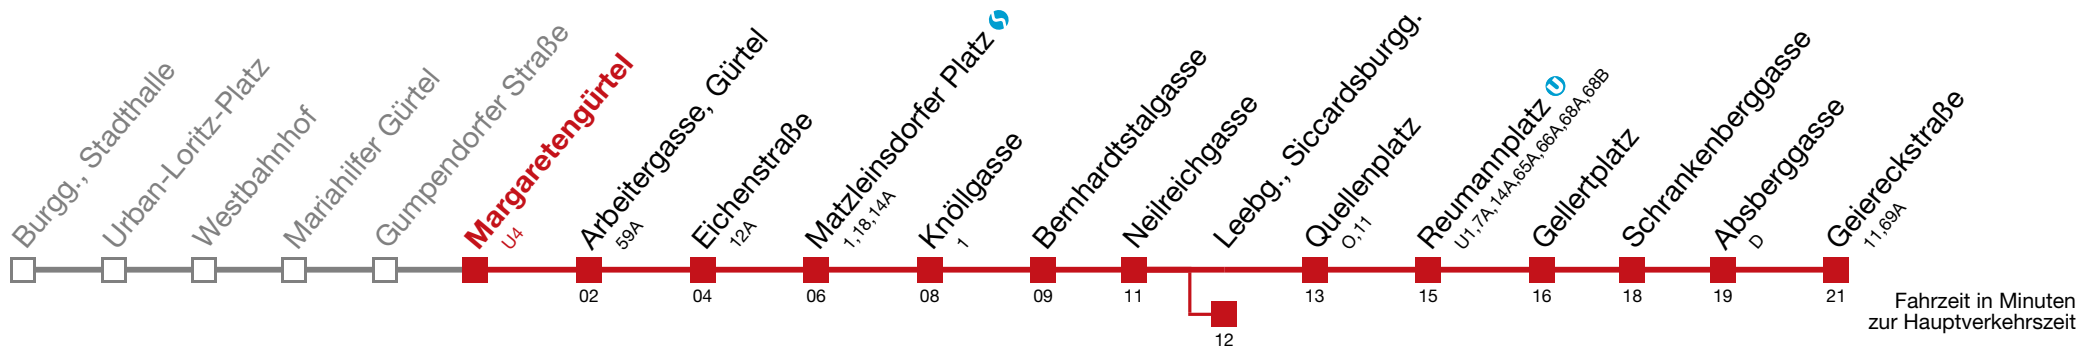 Burgg., Stadthalle
Urban-Loritz-Platz
Westbahnhof
Mariahilfer Gürtel
Gumpendorfer Straße
Margaretengürtel
U4
Arbeitergasse, Gürtel
59A
Eichenstraße
12A
Matzleinsdorfer Platz
1,18,14A
Knöllgasse
1
Bernhardtstalgasse
Neilreichgasse
Leebg., Siccardsburgg.
Quellenplatz
O,11
Reumannplatz
U1,7A,14A,65A,66A,68A,68B
Gellertplatz
Schrankenberggasse
Absberggasse
D
Geiereckstraße
11,69A
02
04
06
08
09
11
12
13
15
16
18
19
21
Fahrzeit in Minuten
zur Hauptverkehrszeit